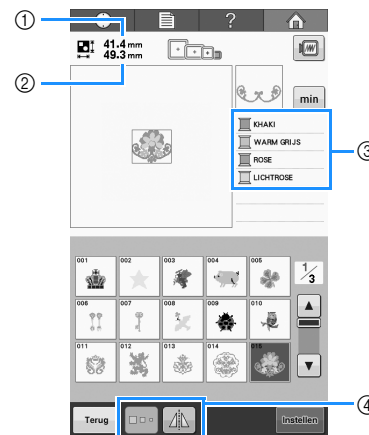 ①
?
41.4 mm
②
49.3 mm
min
KHAKI
WARM GRIJS
③
ROSE
LICHTROSE
001 002 003 004 005
1/3
006 007 008 009 010
011 012 013 014 015
④
Terug
Instellen